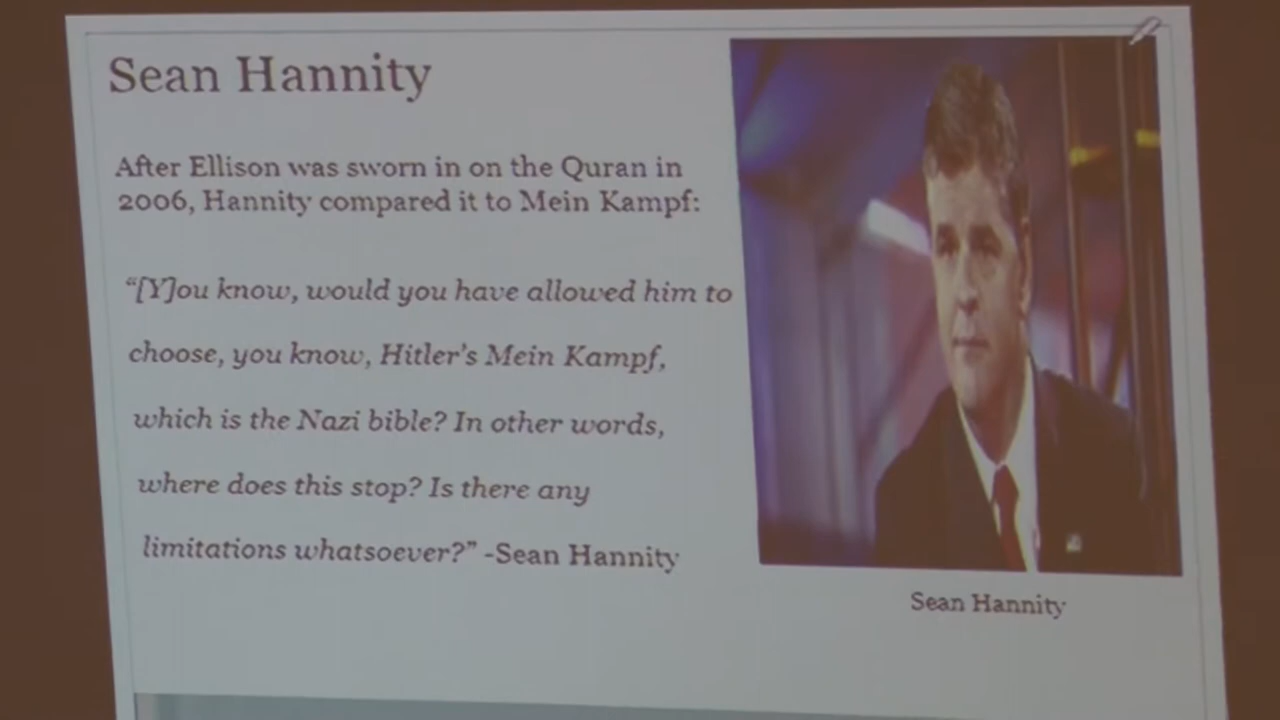 Sean Hannity
After Ellison was sworn in on the Quran in
2006, Hannity compared it to Mein Kampf:
“[Y]ou know, would you have allowed him to
choose, you know, Hitler’s Mein Kampf,
which is the Nazi bible? In other words,
where does this stop? Is there any
limitations whatsoever?” -Sean Hannity
Sean Hannity